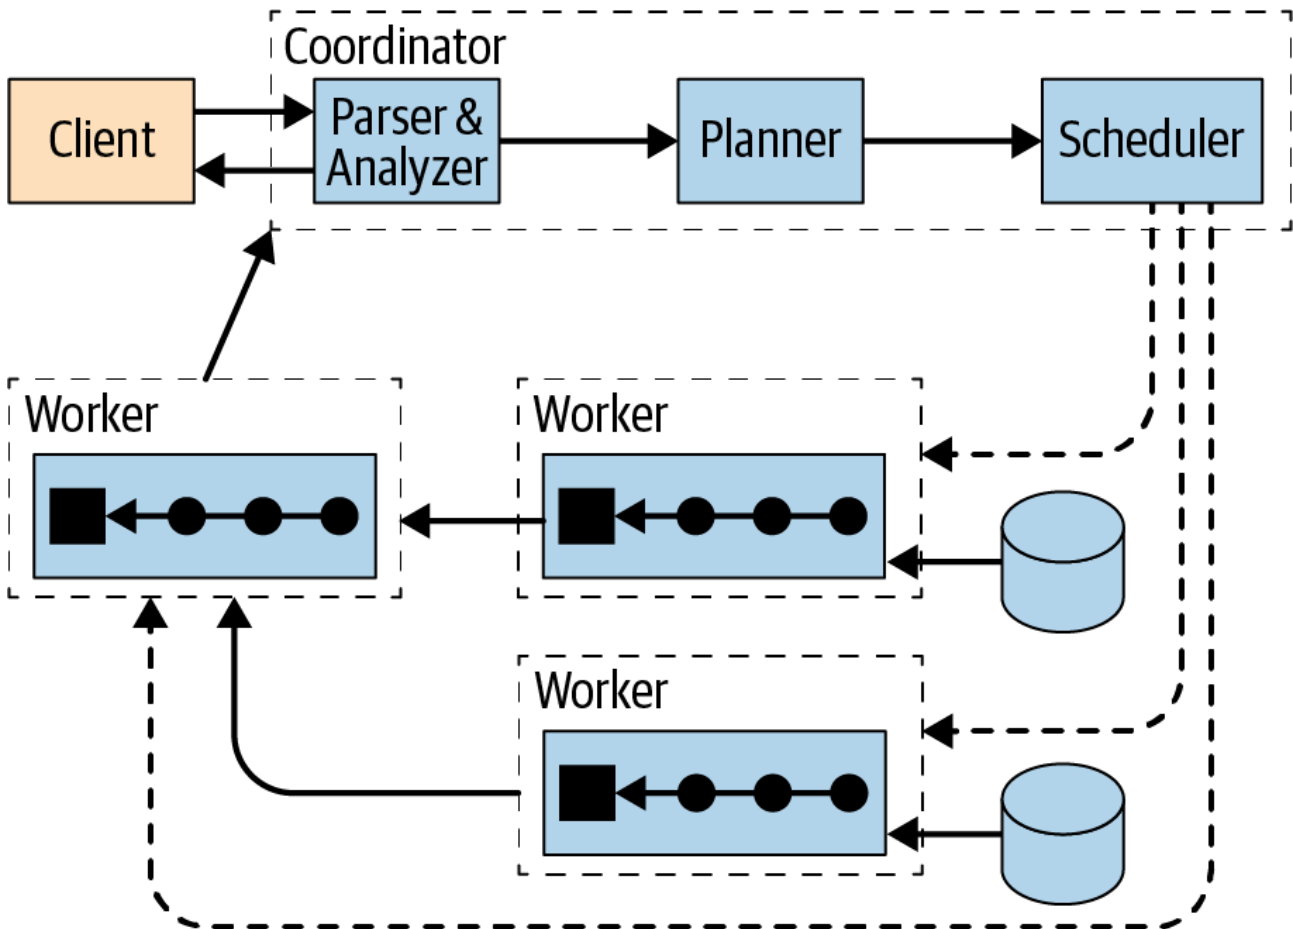 Coordinator
Client
Parser &
Analyzer
Planner
Scheduler
Worker
Worker
Worker